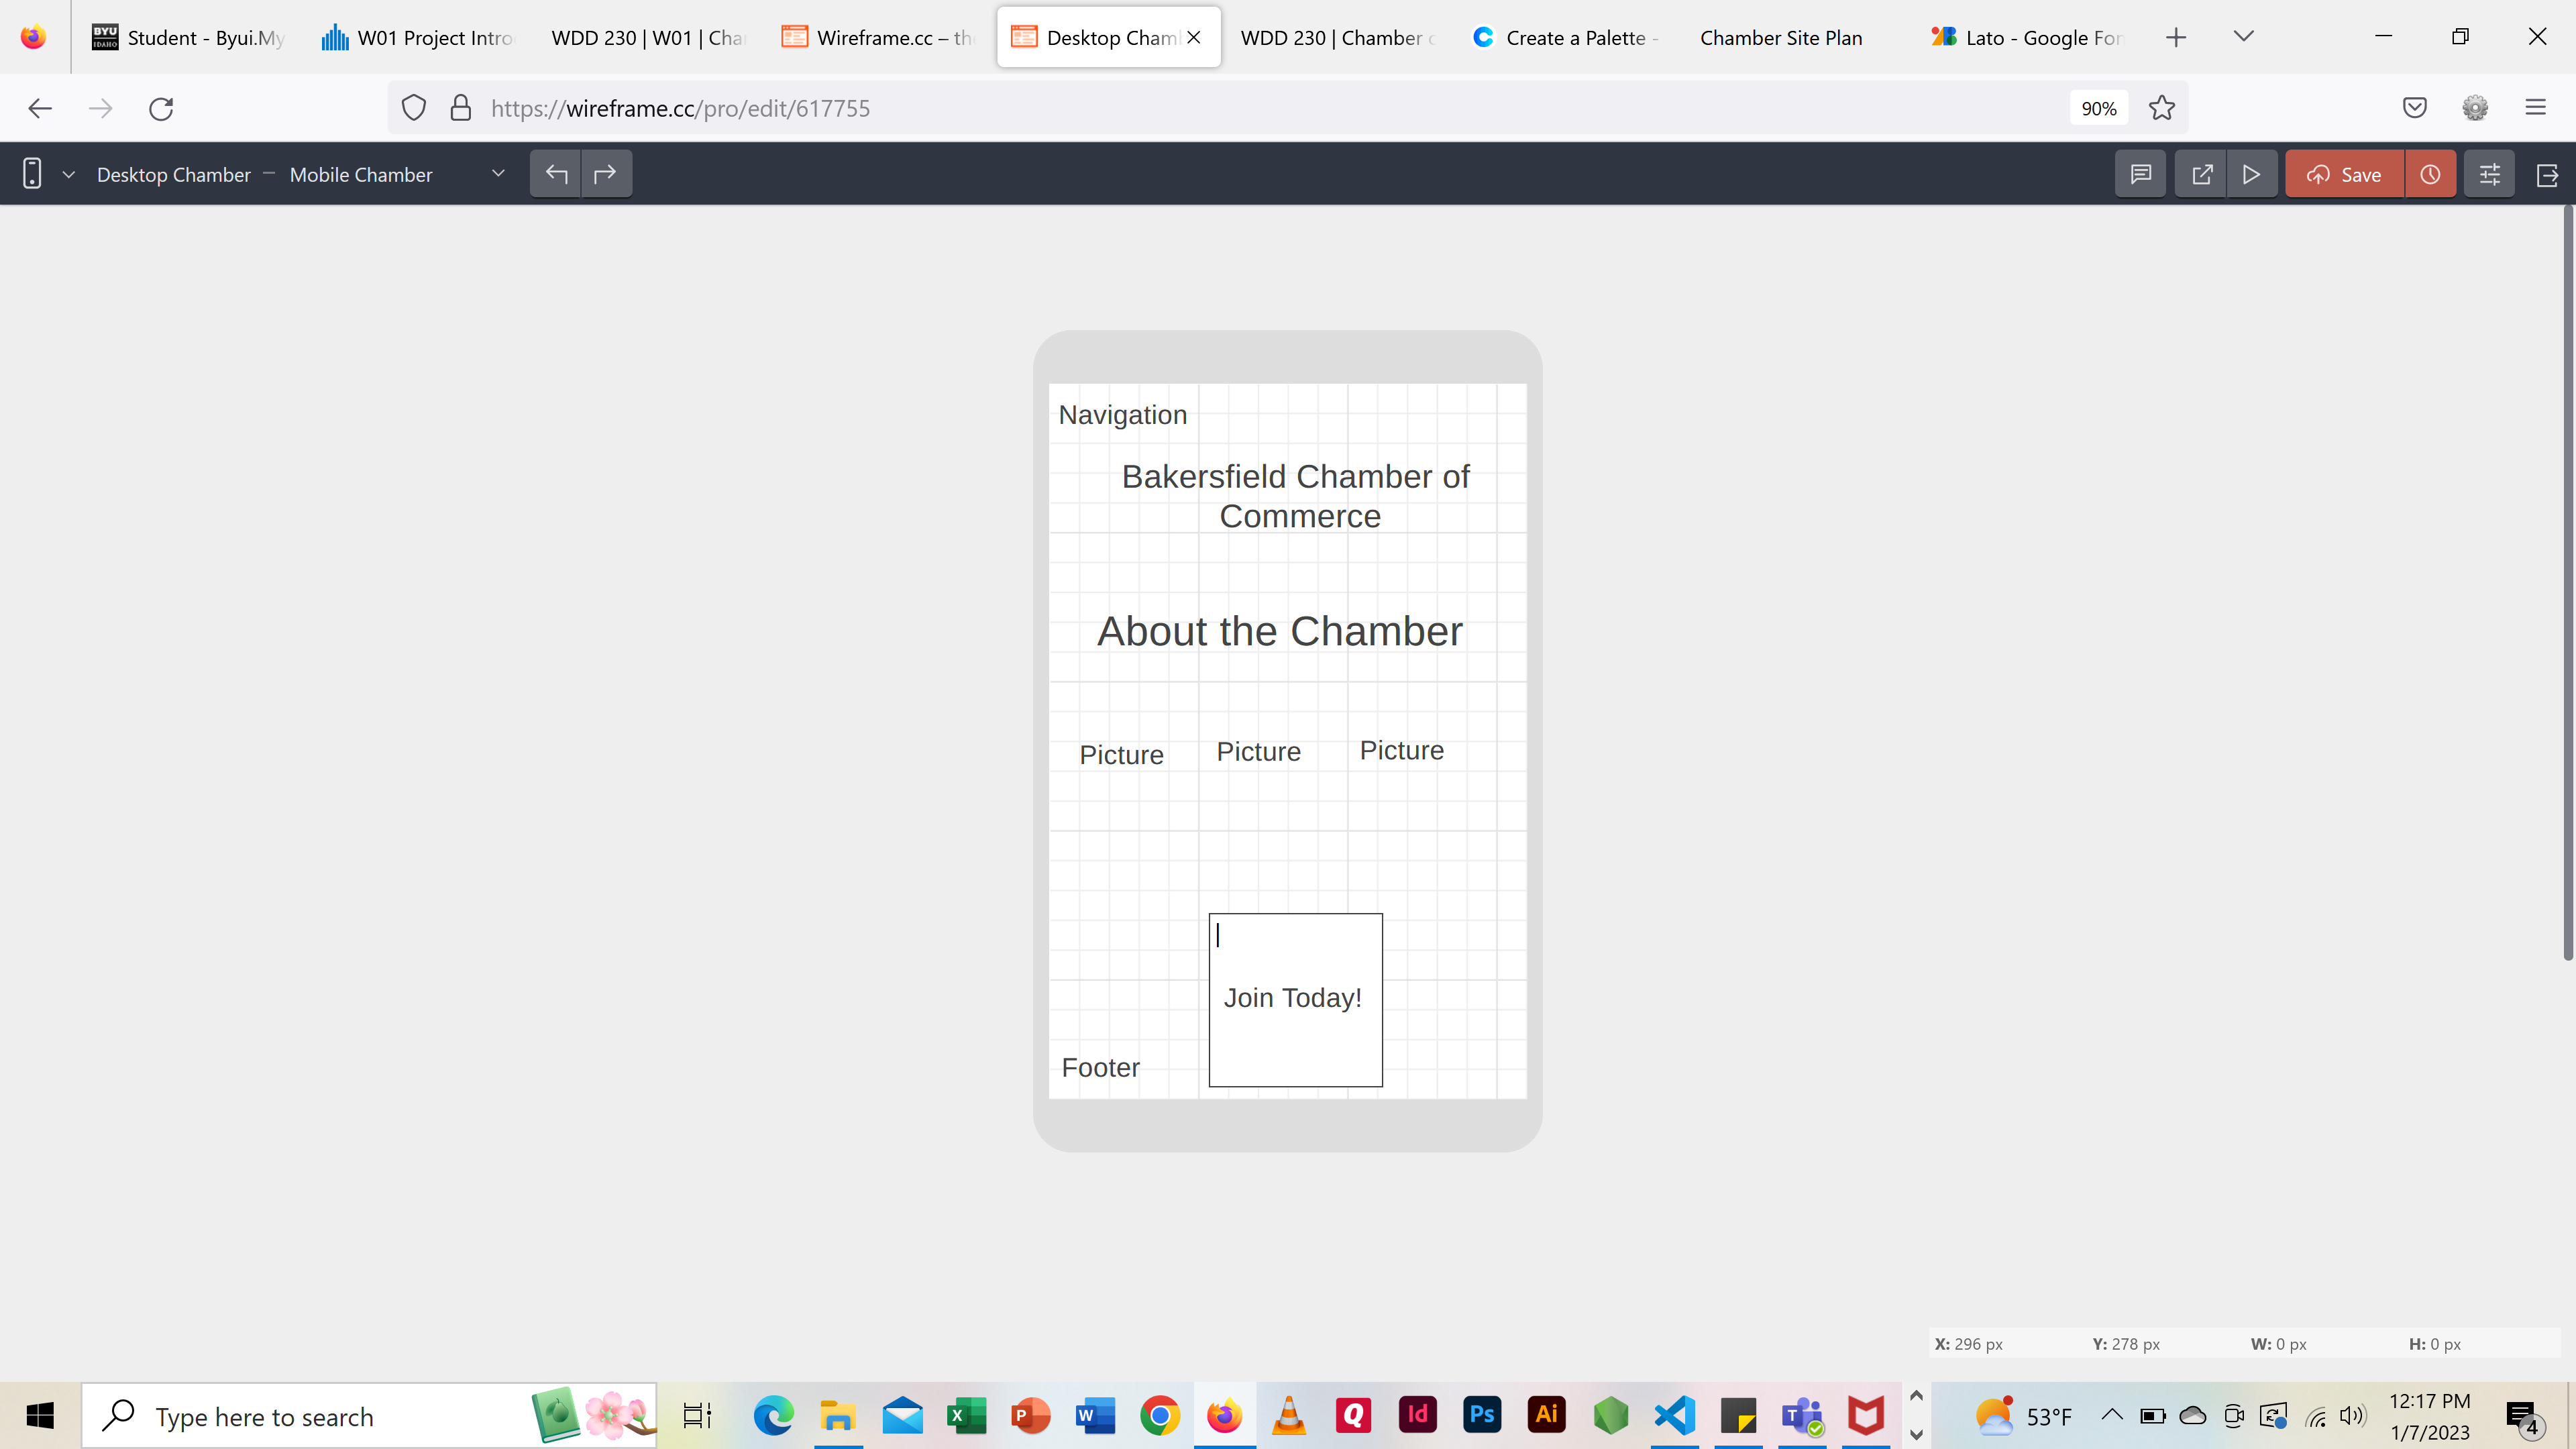 Student - Byui.My
W01 Project Intro
WDD 230 | W01 | Cha
Wireframe.cc – the
Desktop Chaml
WDD 230 | Chamber o
Create a Palette -
Chamber Site Plan
Lato - Google Fon
https://wireframe.cc/pro/edit/617755
90%
Desktop Chamber – Mobile Chamber
Save
Navigation
Bakersfield Chamber of
Commerce
About the Chamber
Picture Picture Picture
Join Today!
Footer
X: 296 px Y: 278 px W: 0 px H: 0 px
Type here to search
53°F
12:17 PM
1/7/2023
4